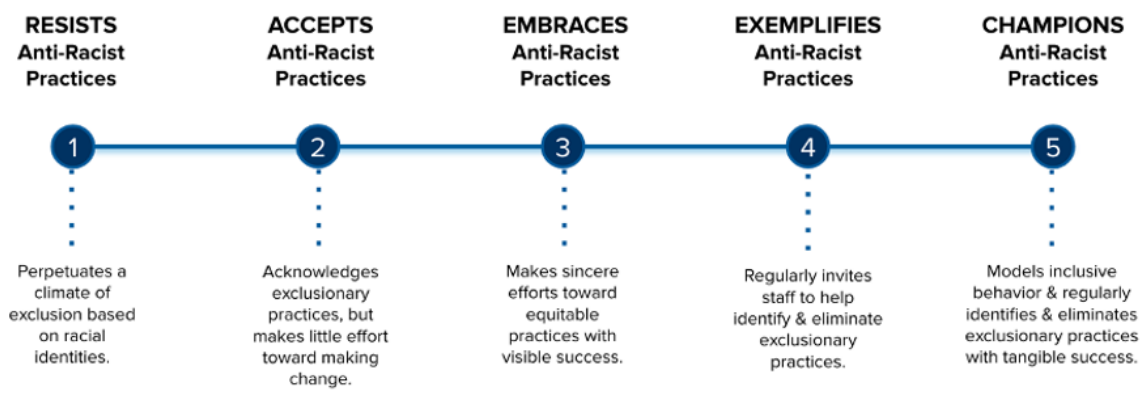 RESISTS
Anti-Racist
Practices
ACCEPTS
Anti-Racist
Practices
EMBRACES
Anti-Racist
Practices
EXEMPLIFIES
Anti-Racist
Practices
CHAMPIONS
Anti-Racist
Practices
1
2
3
4
5
Perpetuates a
climate of
exclusion based
on racial
identities.
Acknowledges
exclusionary
practices, but
makes little effort
toward making
change.
Makes sincere
efforts toward
equitable
practices with
visible success.
Regularly invites
staff to help
identify & eliminate
exclusionary
practices.
Models inclusive
behavior & regularly
identifies & eliminates
exclusionary practices
with tangible success.